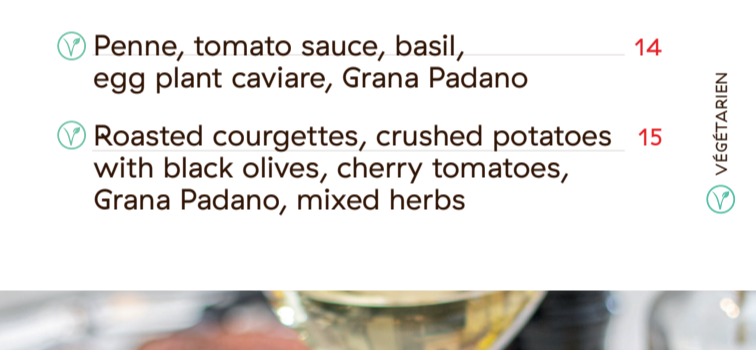 Penne, tomato sauce, basil, 14
egg plant caviare, Grana Padano
Roasted courgettes, crushed potatoes 15
with black olives, cherry tomatoes,
Grana Padano, mixed herbs
VÉGÉTARIEN